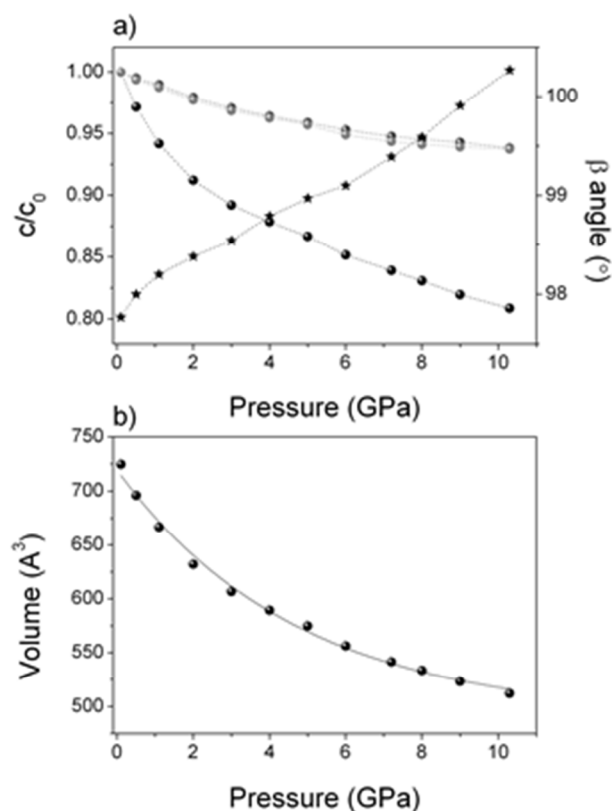 a)
1.00
0.95
0.90
0.85
0.80
c/c₀
100
99
98
β angle (°)
0 2 4 6 8 10
Pressure (GPa)
b)
750
700
650
600
550
500
Volume (A³)
0 2 4 6 8 10
Pressure (GPa)